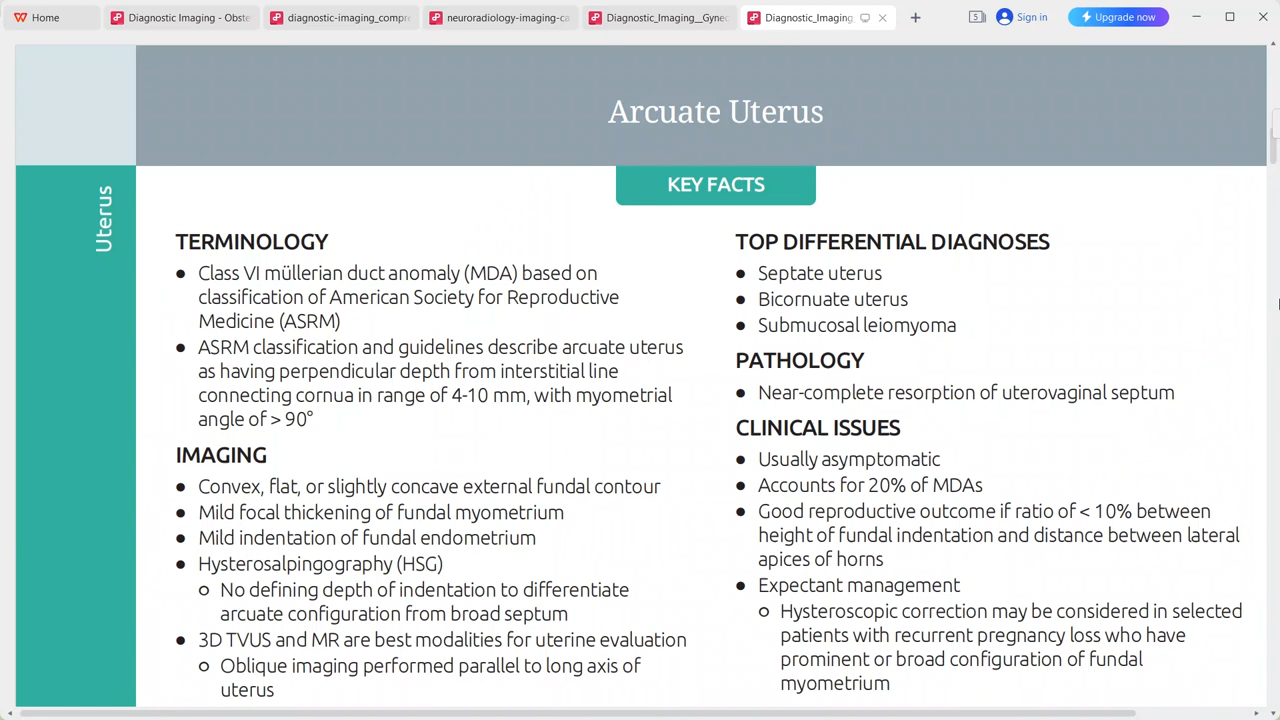 Home
Diagnostic Imaging - Obste
diagnostic-imaging_compre
neuroradiology-imaging-ca
Diagnostic_Imaging__Gynec
Diagnostic_Imaging_
5
Sign in
Upgrade now
Arcuate Uterus
Uterus
KEY FACTS
TERMINOLOGY
● Class VI müllerian duct anomaly (MDA) based on
classification of American Society for Reproductive
Medicine (ASRM)
● ASRM classification and guidelines describe arcuate uterus
as having perpendicular depth from interstitial line
connecting cornua in range of 4-10 mm, with myometrial
angle of > 90°
IMAGING
● Convex, flat, or slightly concave external fundal contour
● Mild focal thickening of fundal myometrium
● Mild indentation of fundal endometrium
● Hysterosalpingography (HSG)
○ No defining depth of indentation to differentiate
arcuate configuration from broad septum
● 3D TVUS and MR are best modalities for uterine evaluation
○ Oblique imaging performed parallel to long axis of
uterus
TOP DIFFERENTIAL DIAGNOSES
● Septate uterus
● Bicornuate uterus
● Submucosal leiomyoma
PATHOLOGY
● Near-complete resorption of uterovaginal septum
CLINICAL ISSUES
● Usually asymptomatic
● Accounts for 20% of MDAs
● Good reproductive outcome if ratio of < 10% between
height of fundal indentation and distance between lateral
apices of horns
● Expectant management
○ Hysteroscopic correction may be considered in selected
patients with recurrent pregnancy loss who have
prominent or broad configuration of fundal
myometrium